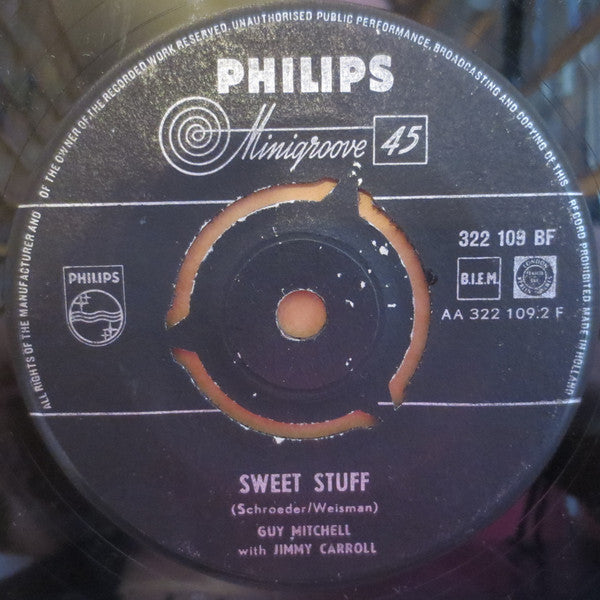 ALL RIGHTS OF THE MANUFACTURER AND OF THE OWNER OF THE RECORDED WORK RESERVED. UNAUTHORISED PUBLIC PERFORMANCE, BROADCASTING AND COPYING OF THIS RECORD PROHIBITED MADE IN HOLLAND
PHILIPS
Minigroove 45
322 109 BF
PHILIPS
B.I.E.M.
AA 322 109.2 F
SWEET STUFF
(Schroeder/Weisman)
GUY MITCHELL
with JIMMY CARROLL